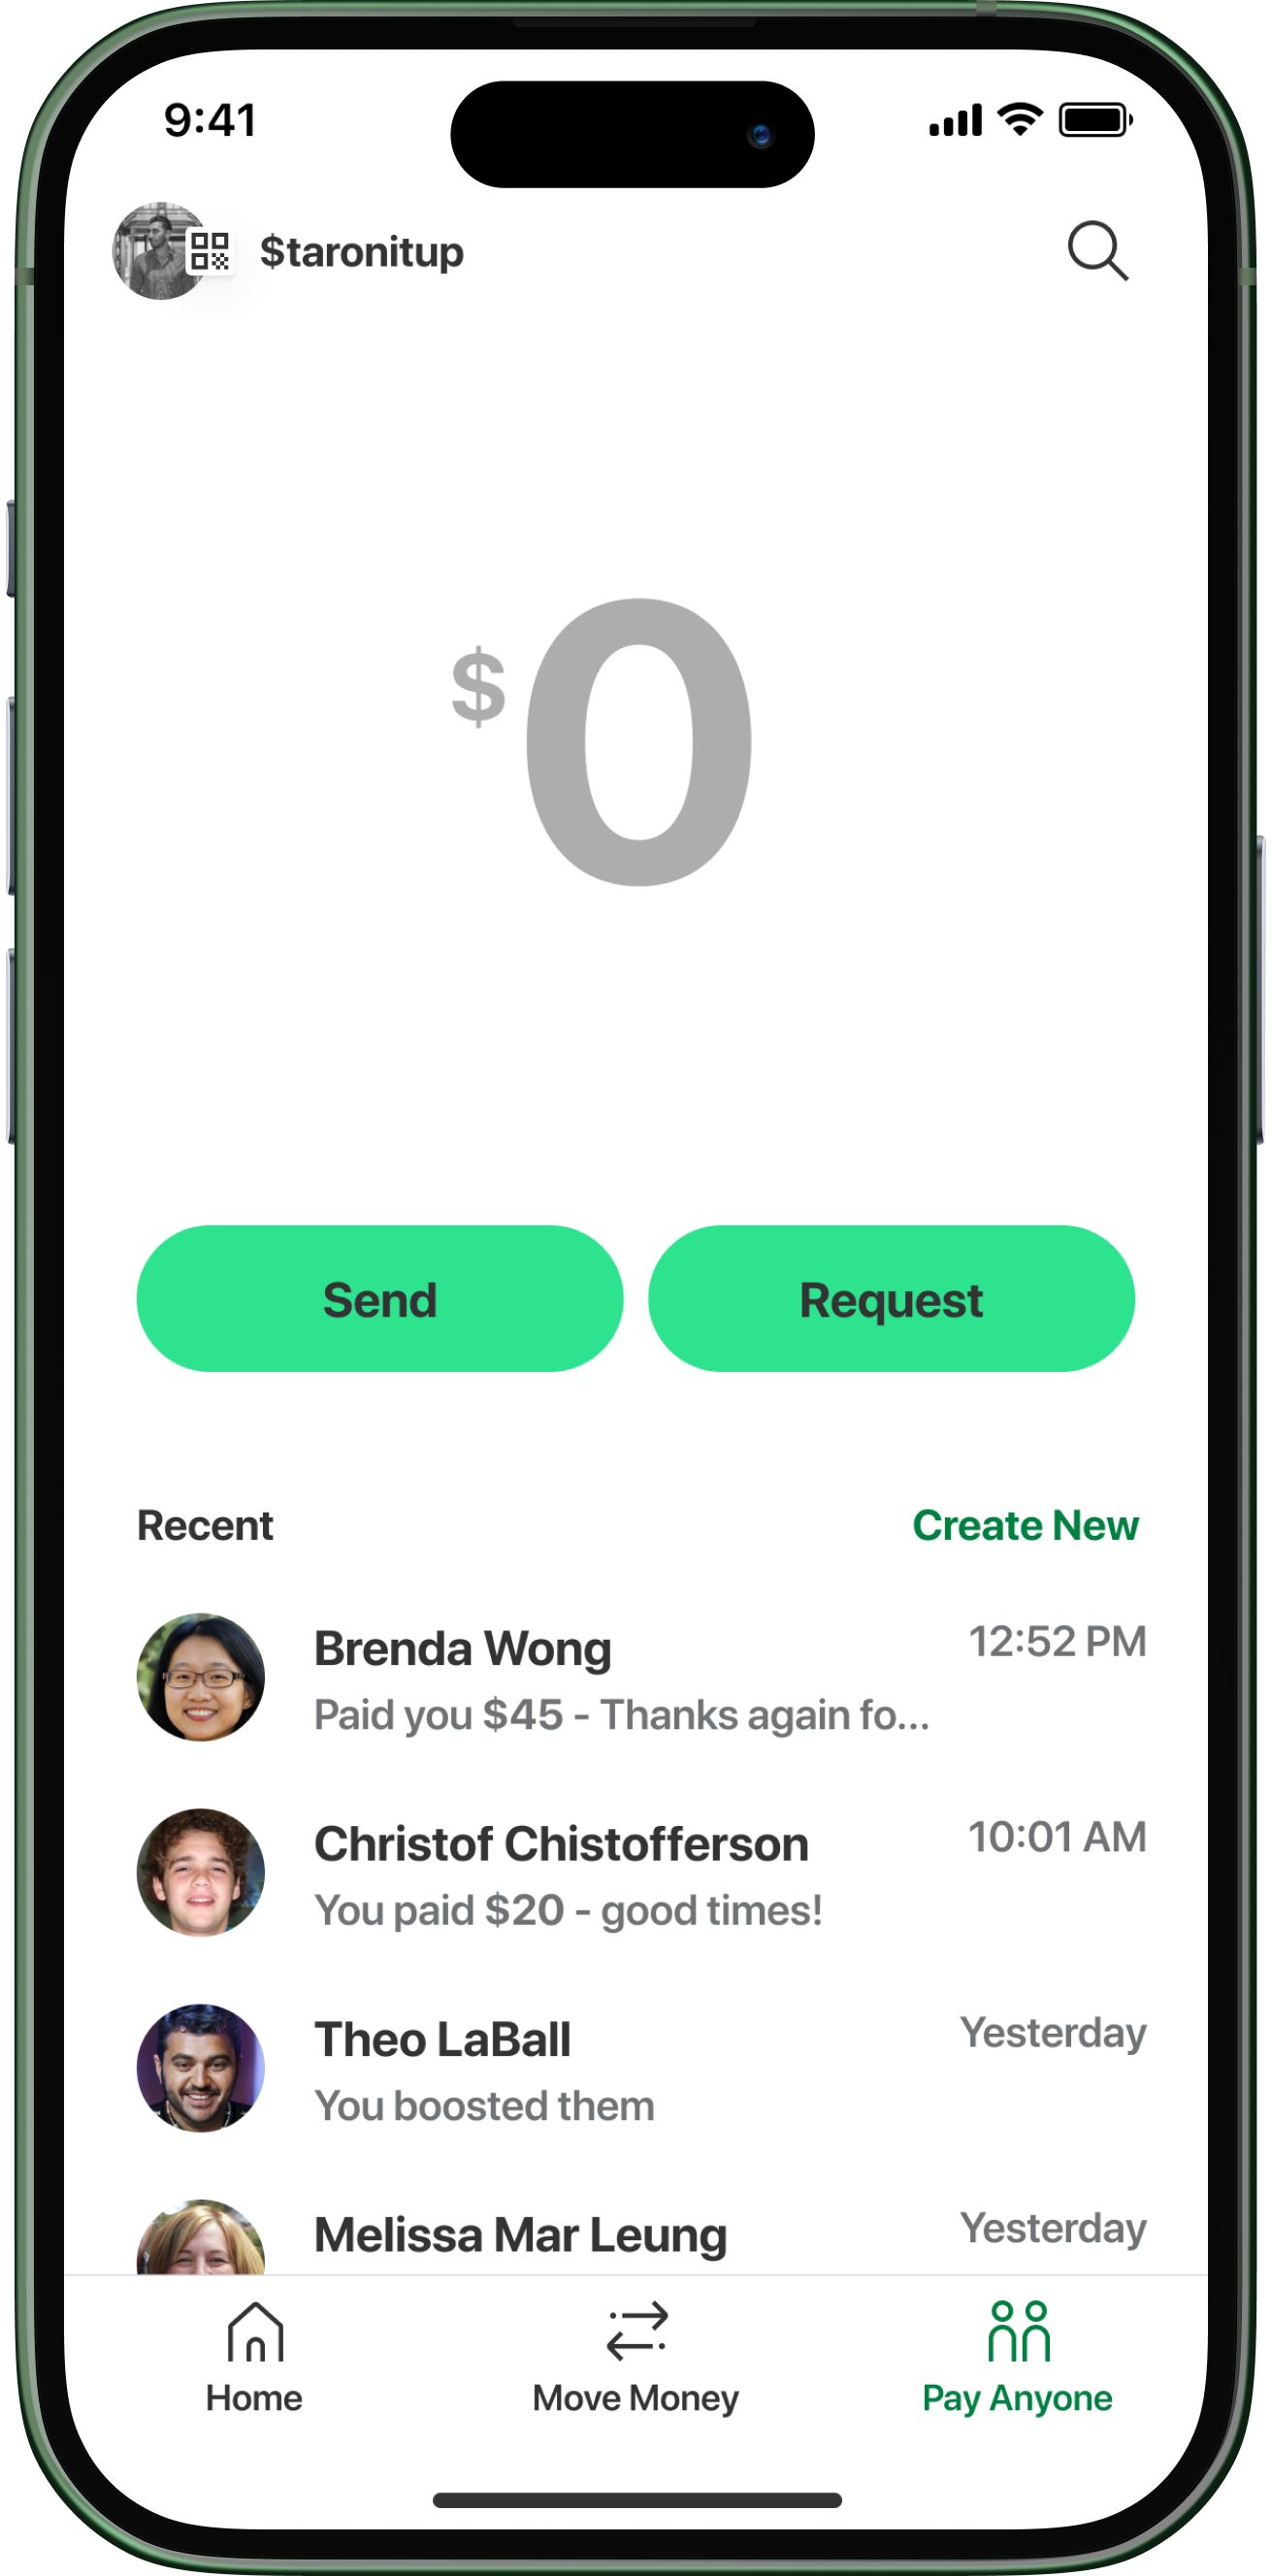 9:41
$taronitup
$0
Send Request
Recent Create New
Brenda Wong 12:52 PM
Paid you $45 - Thanks again fo...
Christof Chistofferson 10:01 AM
You paid $20 - good times!
Theo LaBall Yesterday
You boosted them
Melissa Mar Leung Yesterday
Home Move Money Pay Anyone